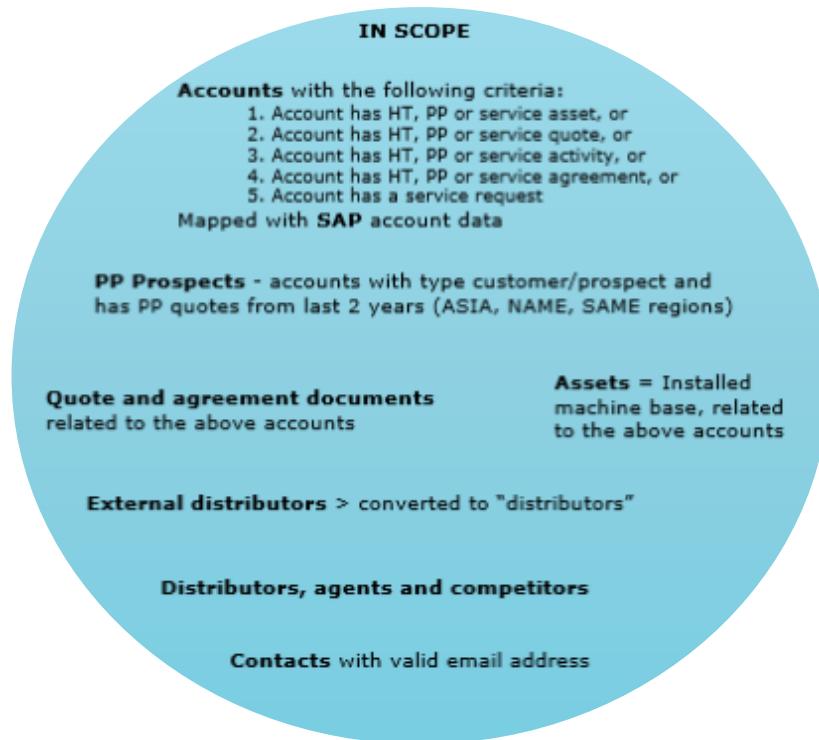 IN SCOPE
Accounts with the following criteria:
1. Account has HT, PP or service asset, or
2. Account has HT, PP or service quote, or
3. Account has HT, PP or service activity, or
4. Account has HT, PP or service agreement, or
5. Account has a service request
Mapped with SAP account data
PP Prospects - accounts with type customer/prospect and
has PP quotes from last 2 years (ASIA, NAME, SAME regions)
Quote and agreement documents
related to the above accounts
Assets = Installed
machine base, related
to the above accounts
External distributors > converted to “distributors”
Distributors, agents and competitors
Contacts with valid email address